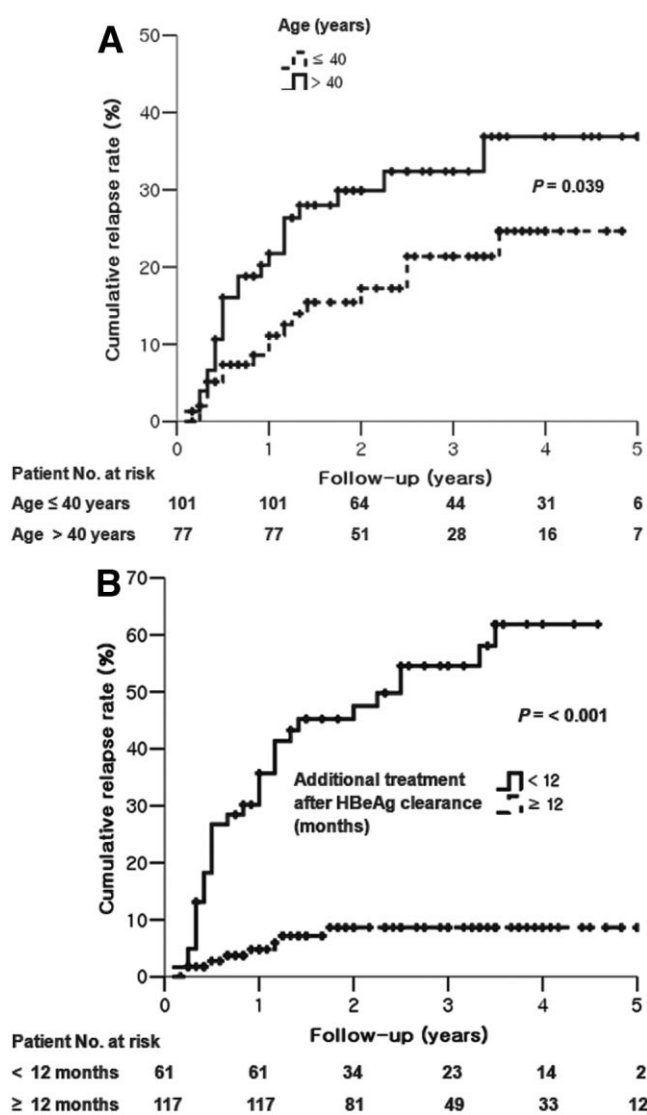 A
Age (years)
≤ 40
> 40
50
40
30
20
10
0
Cumulative relapse rate (%)
P = 0.039
0 1 2 3 4 5
Follow-up (years)
Patient No. at risk
Age ≤ 40 years 101 101 64 44 31 6
Age > 40 years 77 77 51 28 16 7
B
70
60
50
40
30
20
10
0
Cumulative relapse rate (%)
P = < 0.001
Additional treatment < 12
after HBeAg clearance ≥ 12
(months)
0 1 2 3 4 5
Follow-up (years)
Patient No. at risk
< 12 months 61 61 34 23 14 2
≥ 12 months 117 117 81 49 33 12